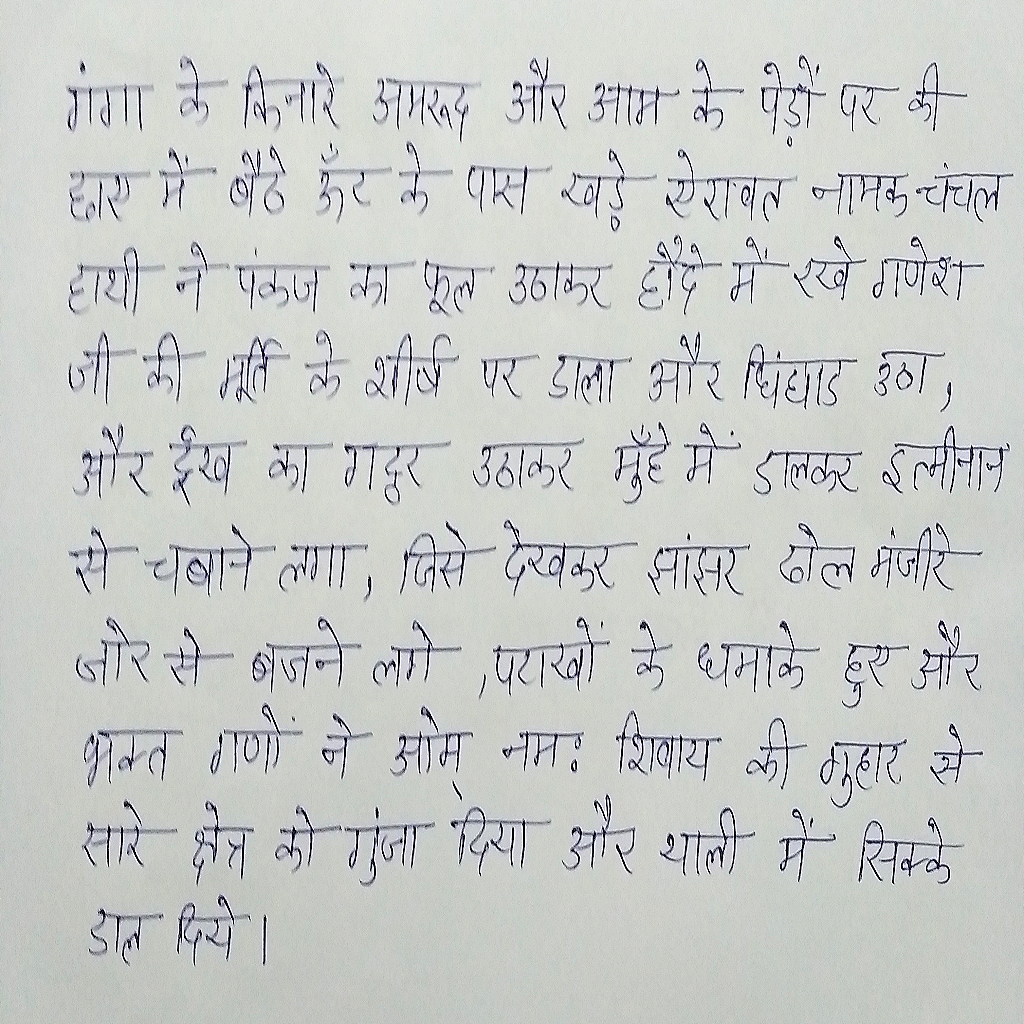 गंगा के किनारे अमरूद और आम के पेड़ों पर की
छाए में बैठे ऊँट के पास खड़े ऐरावत नामक चंचल
हाथी ने पंकज का फूल उठाकर हौदे में रखे गणेश
जी की मूर्ति के शीर्ष पर डाला और चिंघाड उठा,
और ईख का गट्ठर उठाकर मुँह में डालकर इत्मीनान
से चबाने लगा, जिसे देखकर झांझर ढोल मंजीरे
जोर से बजने लगे ,पटाखों के धमाके हुए और
भक्त गणों ने ओम् नमः शिवाय की गुहार से
सारे क्षेत्र को गुंजा दिया और थाली में सिक्के
डाल दिये।